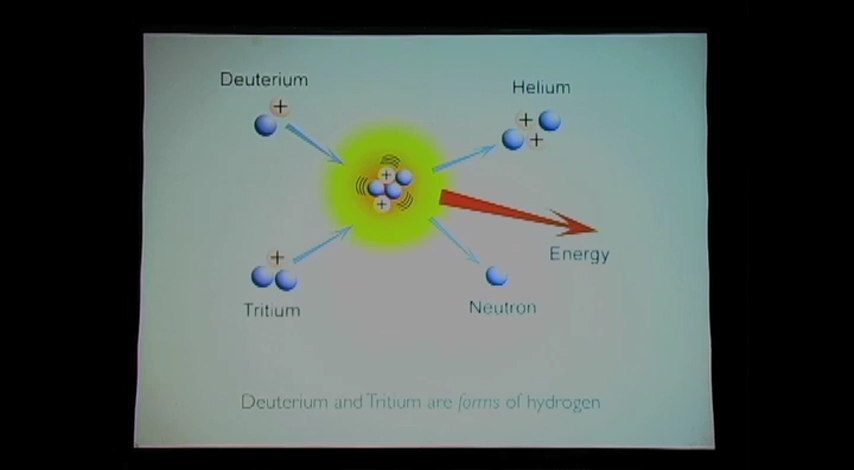 Deuterium
+
Helium
+
+
+
+
+
Energy
Tritium
Neutron
Deuterium and Tritium are forms of hydrogen